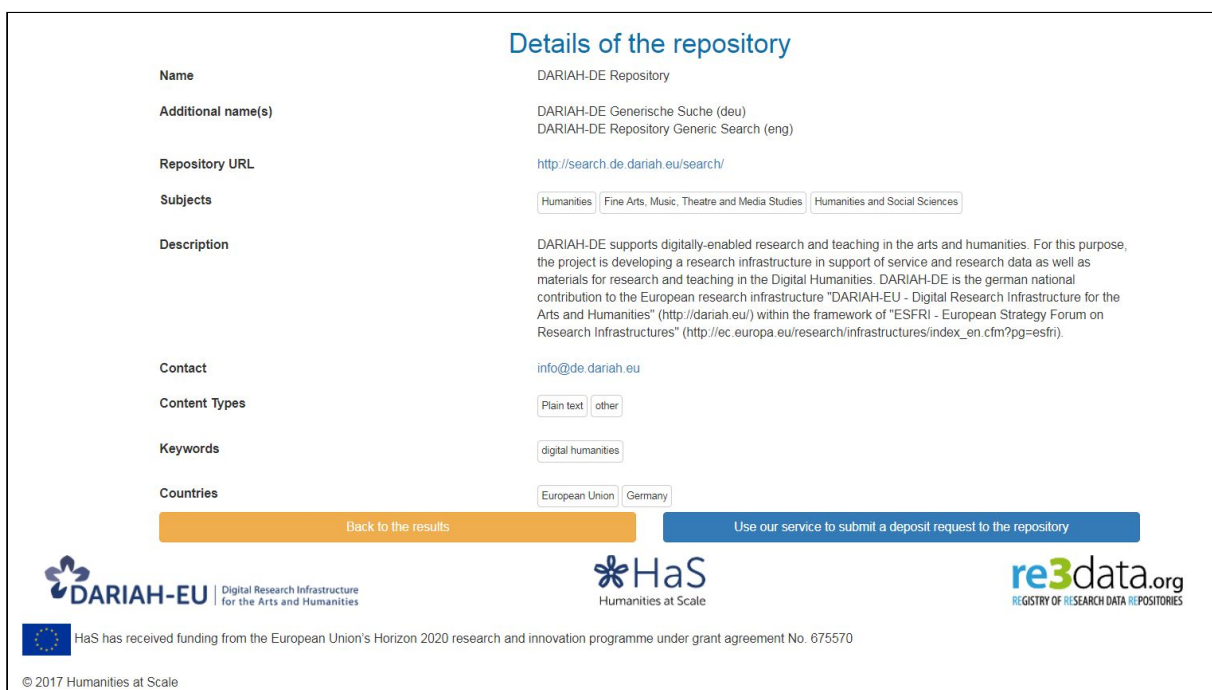 Details of the repository
Name DARIAH-DE Repository
Additional name(s) DARIAH-DE Generische Suche (deu)
DARIAH-DE Repository Generic Search (eng)
Repository URL http://search.de.dariah.eu/search/
Subjects Humanities Fine Arts, Music, Theatre and Media Studies Humanities and Social Sciences
Description DARIAH-DE supports digitally-enabled research and teaching in the arts and humanities. For this purpose,
the project is developing a research infrastructure in support of service and research data as well as
materials for research and teaching in the Digital Humanities. DARIAH-DE is the german national
contribution to the European research infrastructure "DARIAH-EU - Digital Research Infrastructure for the
Arts and Humanities" (http://dariah.eu/) within the framework of "ESFRI - European Strategy Forum on
Research Infrastructures" (http://ec.europa.eu/research/infrastructures/index_en.cfm?pg=esfri).
Contact info@de.dariah.eu
Content Types Plain text other
Keywords digital humanities
Countries European Union Germany
Back to the results Use our service to submit a deposit request to the repository
DARIAH-EU Digital Research Infrastructure
for the Arts and Humanities
HaS
Humanities at Scale
re3data.org
REGISTRY OF RESEARCH DATA REPOSITORIES
HaS has received funding from the European Union's Horizon 2020 research and innovation programme under grant agreement No. 675570
© 2017 Humanities at Scale